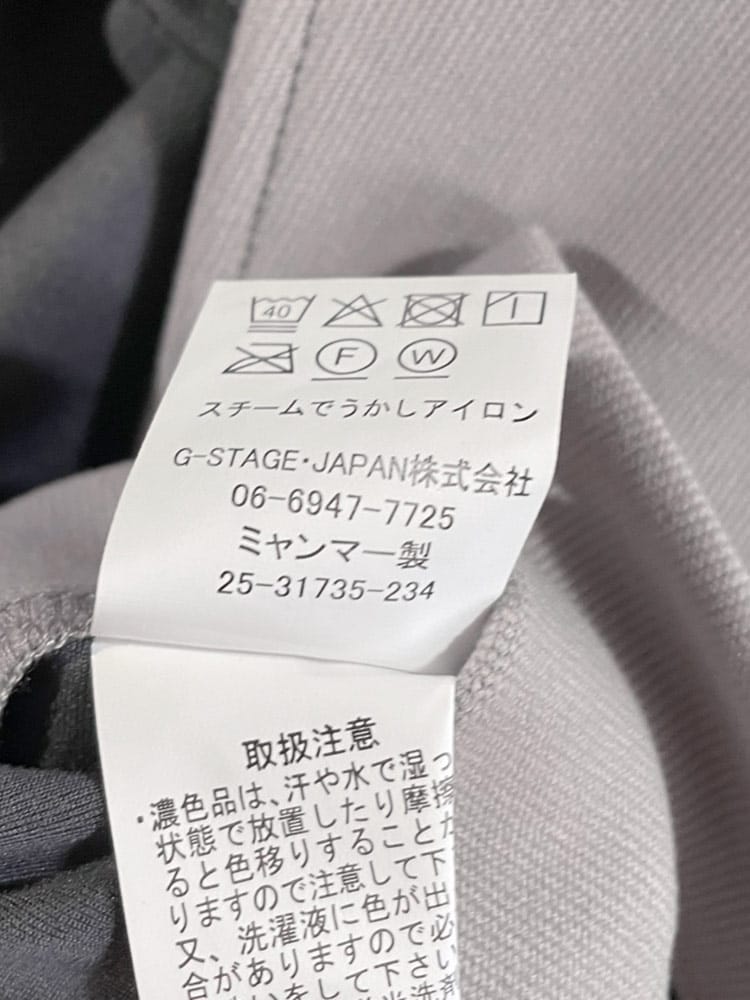 40
F W
スチームでうかしアイロン
G-STAGE・JAPAN株式会社
06-6947-7725
ミャンマー製
25-31735-234
取扱注意
・濃色品は、汗や水で湿っ
状態で放置したり摩擦
ると色移りすることが
りますので注意して下
又、洗濯液に色が出
合がありますので必
いをして下さい
洗剤